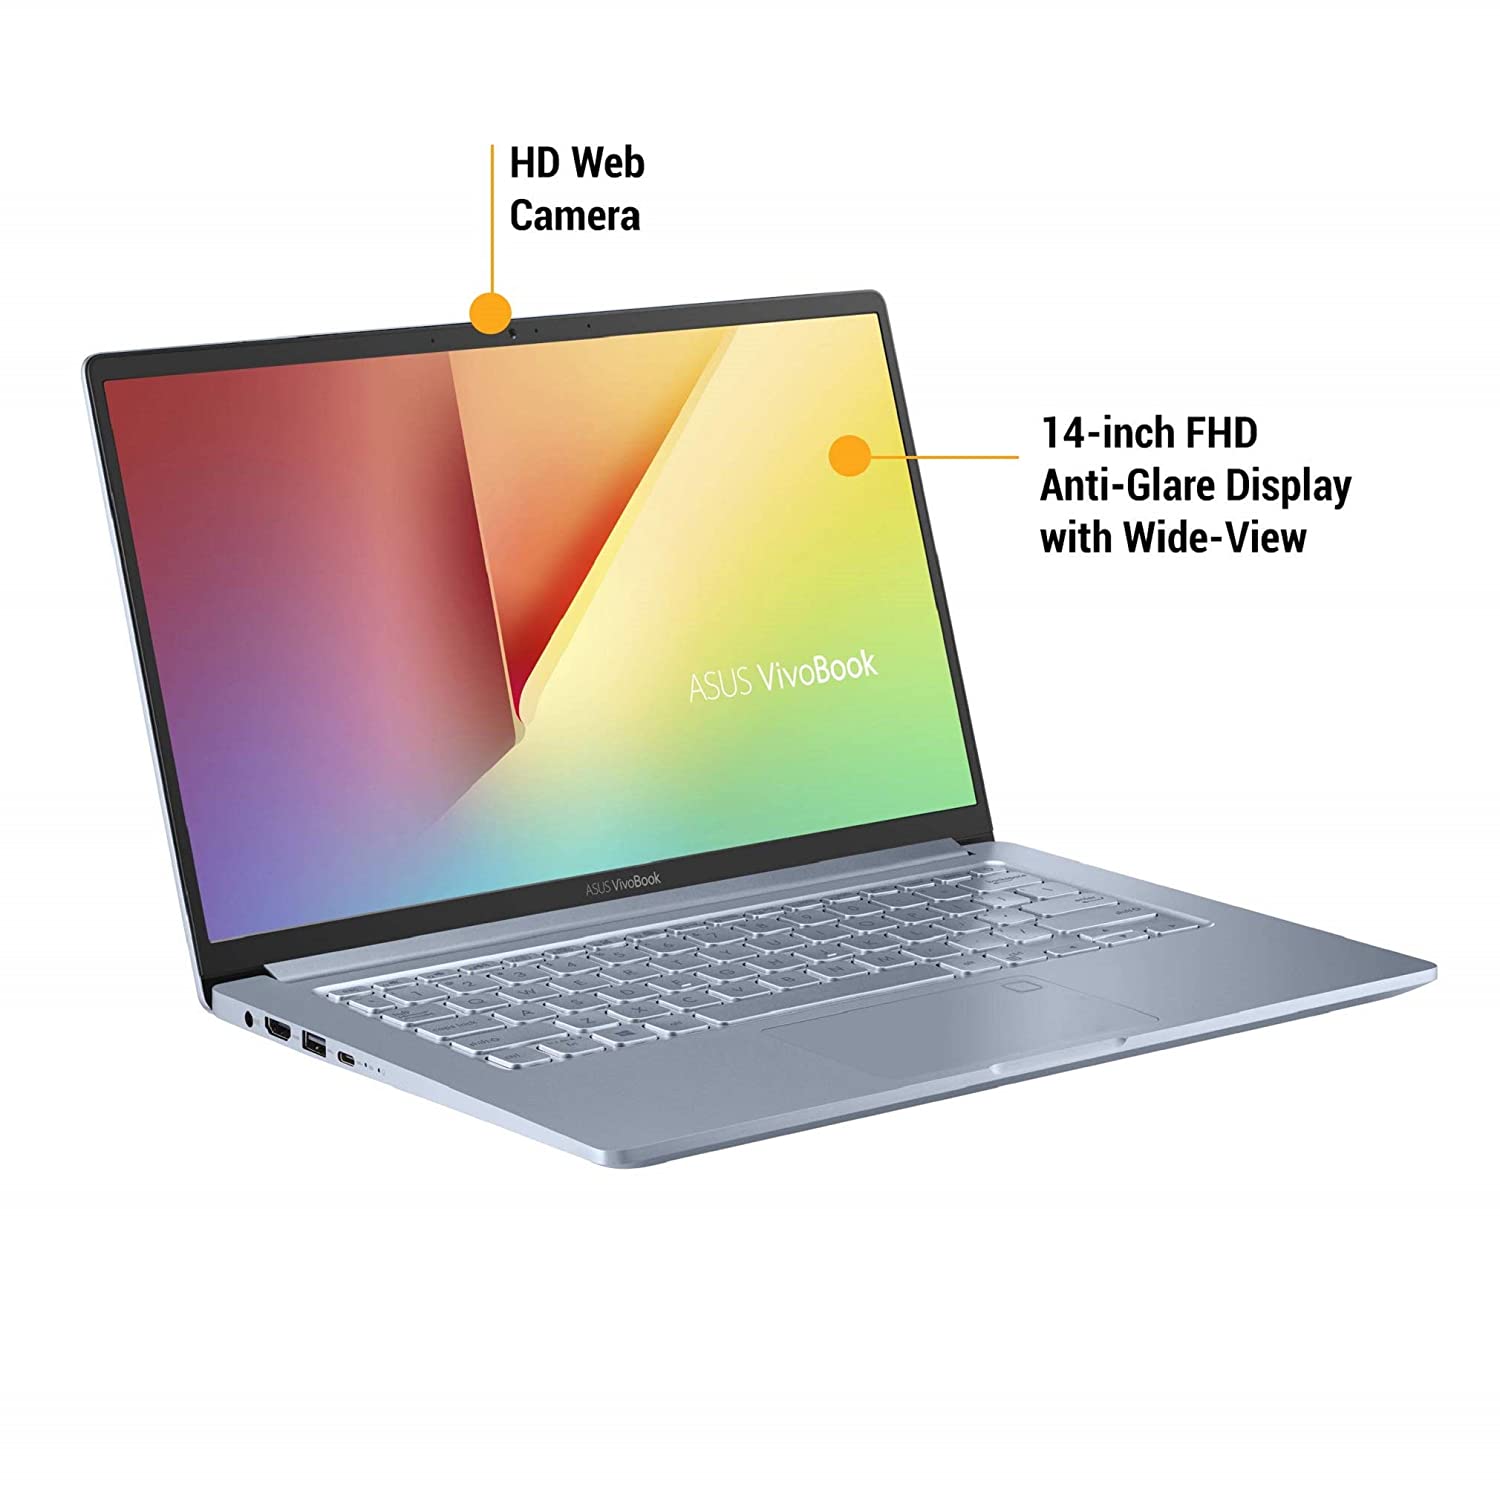 HD Web
Camera
14-inch FHD
Anti-Glare Display
with Wide-View
ASUS VivoBook
ASUS VivoBook